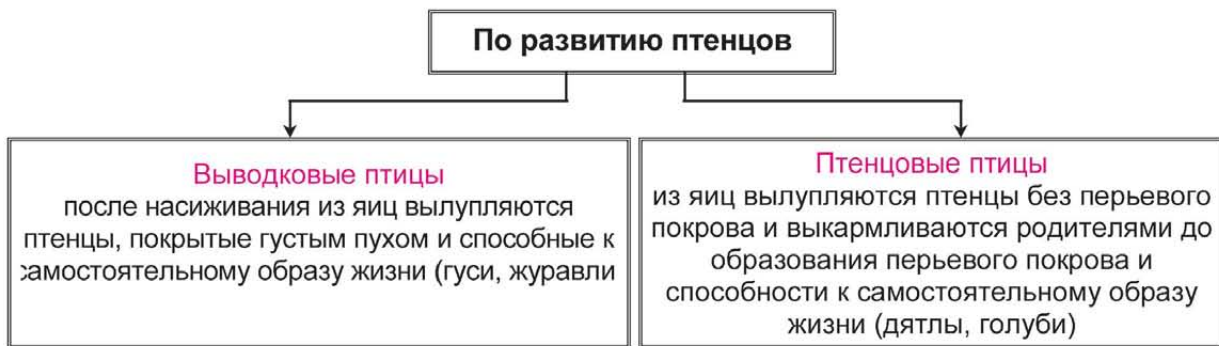 По развитию птенцов
Выводковые птицы
после насиживания из яиц вылупляются
птенцы, покрытые густым пухом и способные к
самостоятельному образу жизни (гуси, журавли
Птенцовые птицы
из яиц вылупляются птенцы без перьевого
покрова и выкармливаются родителями до
образования перьевого покрова и
способности к самостоятельному образу
жизни (дятлы, голуби)